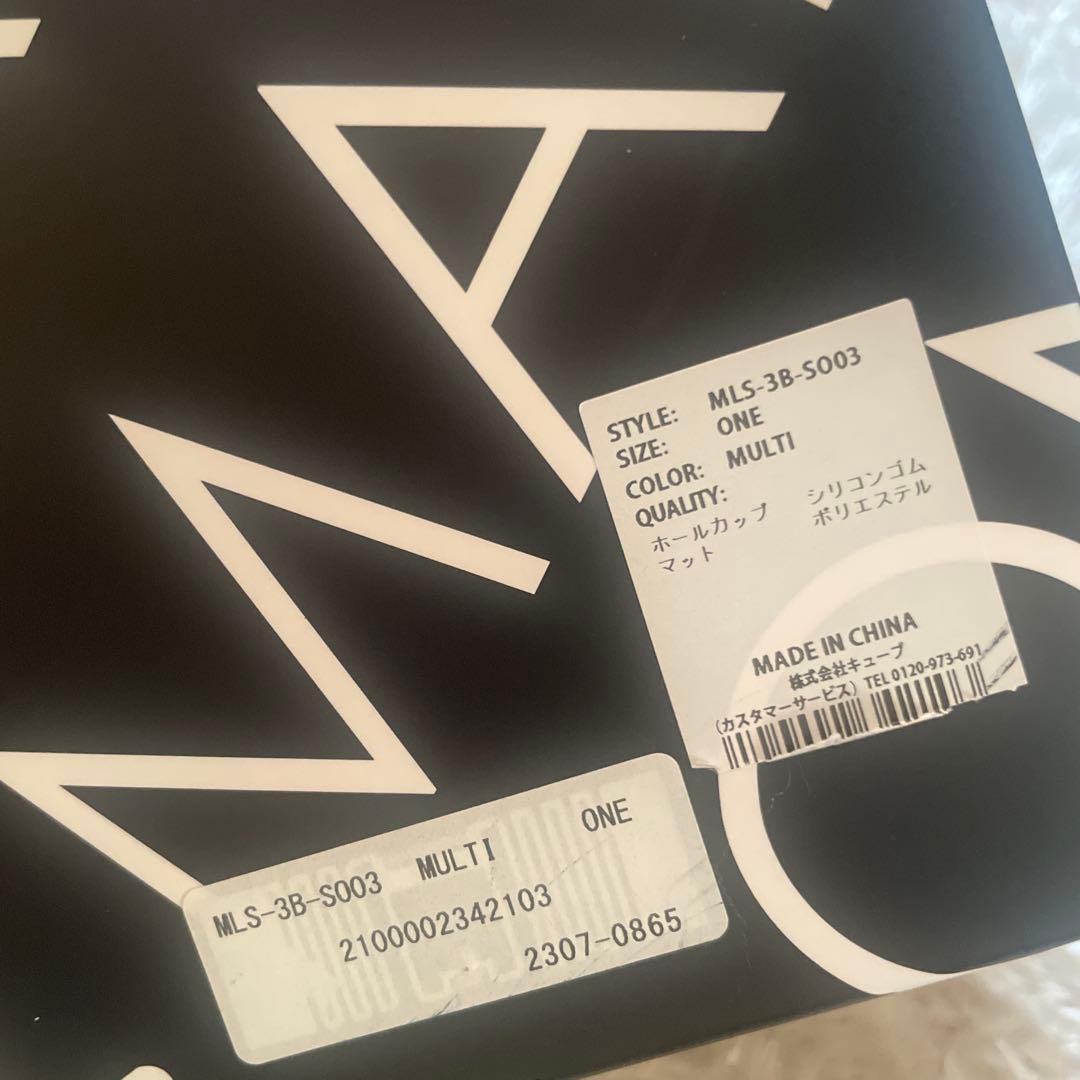 STYLE: MLS-3B-SO03
SIZE: ONE
COLOR: MULTI
QUALITY:
ホールカップ シリコンゴム
マット ポリエステル
MADE IN CHINA
株式会社キューブ
(カスタマーサービス) TEL 0120-973-691
MLS-3B-SO03 MULTI ONE
2100002342103
2307-0865